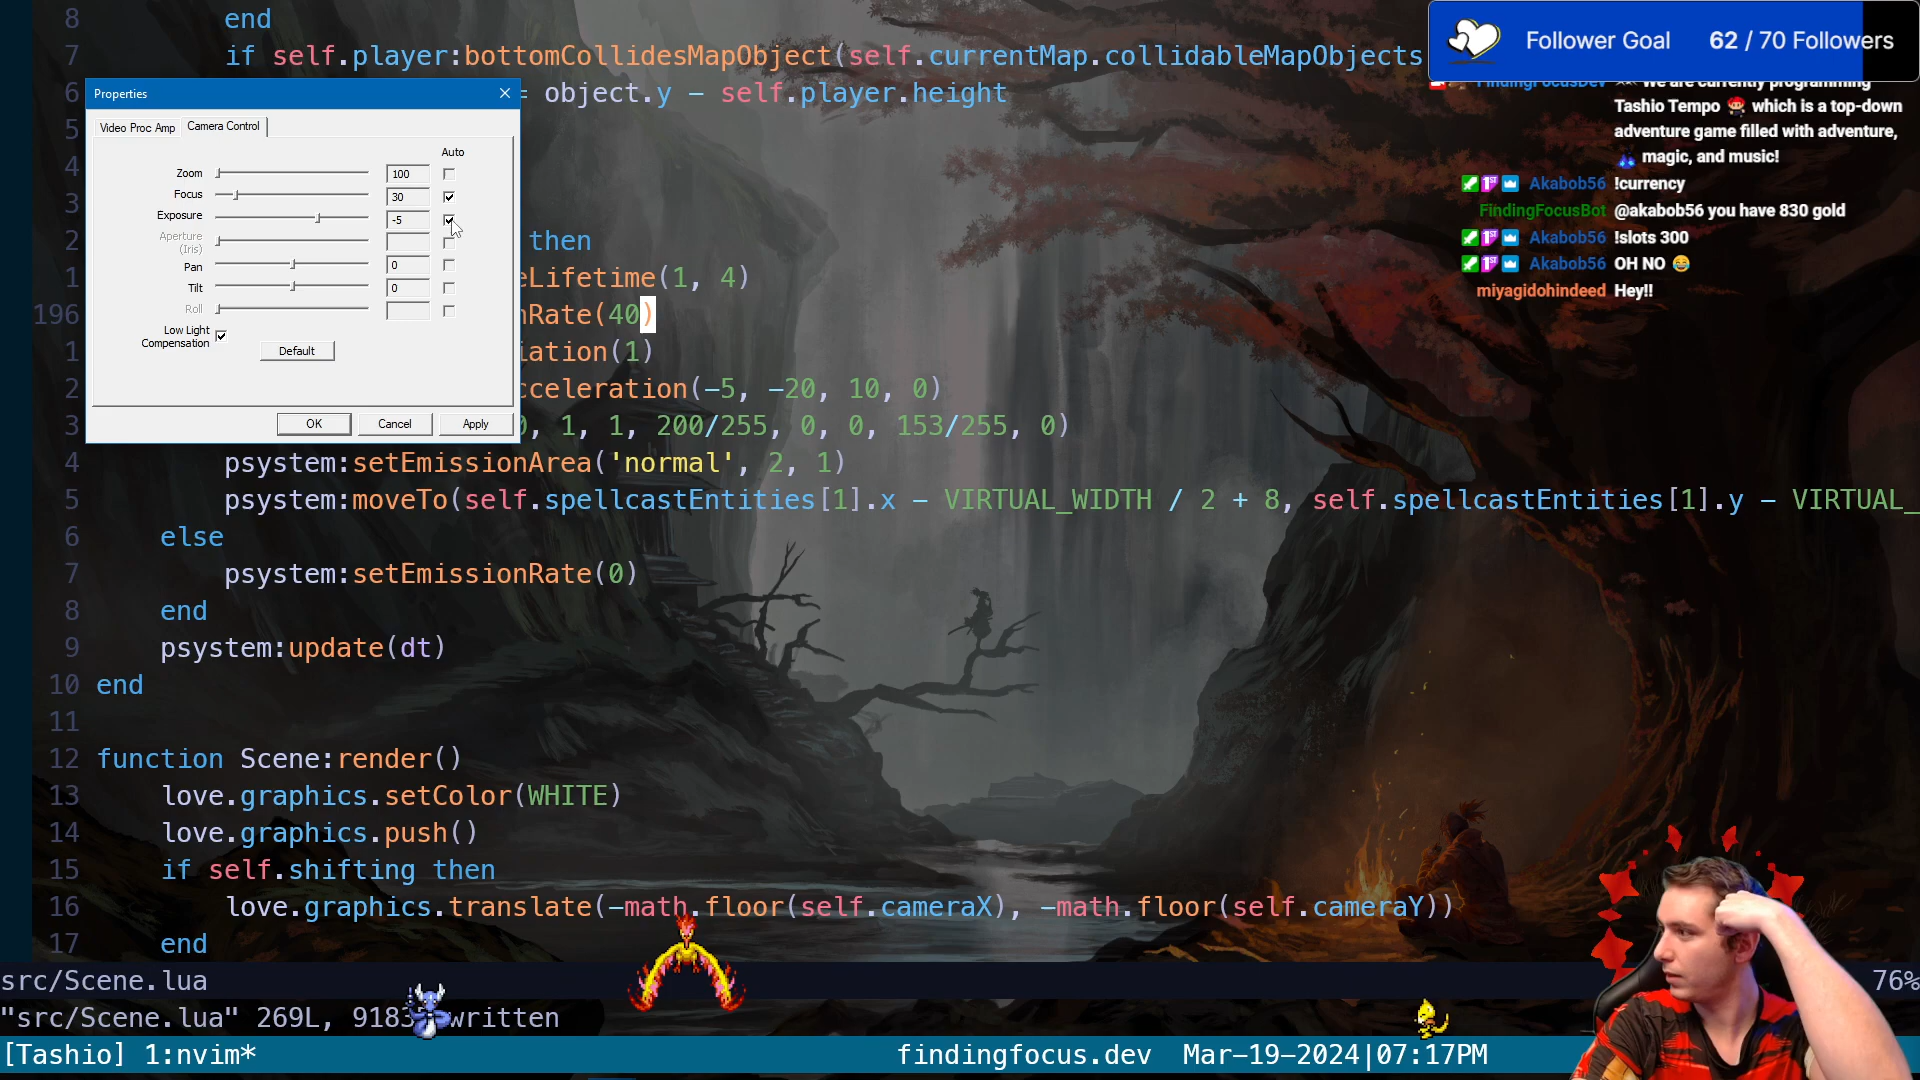 8 end
7 if self.player:bottomCollidesMapObject(self.currentMap.collidableMapObjects
6 = object.y - self.player.height
5
4
3
2 then
1 eLifetime(1, 4)
196 nRate(40)
1 iation(1)
2 cceleration(-5, -20, 10, 0)
3 0, 1, 1, 200/255, 0, 0, 153/255, 0)
4 psystem:setEmissionArea('normal', 2, 1)
5 psystem:moveTo(self.spellcastEntities[1].x - VIRTUAL_WIDTH / 2 + 8, self.spellcastEntities[1].y - VIRTUAL_
6 else
7 psystem:setEmissionRate(0)
8 end
9 psystem:update(dt)
10 end
11
12 function Scene:render()
13 love.graphics.setColor(WHITE)
14 love.graphics.push()
15 if self.shifting then
16 love.graphics.translate(-math.floor(self.cameraX), -math.floor(self.cameraY))
17 end
src/Scene.lua 76%
"src/Scene.lua" 269L, 9183 written
[Tashio] 1:nvim* findingfocus.dev Mar-19-2024|07:17PM
Properties
Video Proc Amp Camera Control
Auto
Zoom 100
Focus 30
Exposure -5
Aperture
(Iris)
Pan 0
Tilt 0
Roll
Low Light
Compensation
Default
OK Cancel Apply
Follower Goal 62 / 70 Followers
FindingFocusDev We are currently programming
Tashio Tempo which is a top-down
adventure game filled with adventure,
magic, and music!
Akabob56 !currency
FindingFocusBot @akabob56 you have 830 gold
Akabob56 !slots 300
Akabob56 OH NO 😂
miyagidohindeed Hey!!